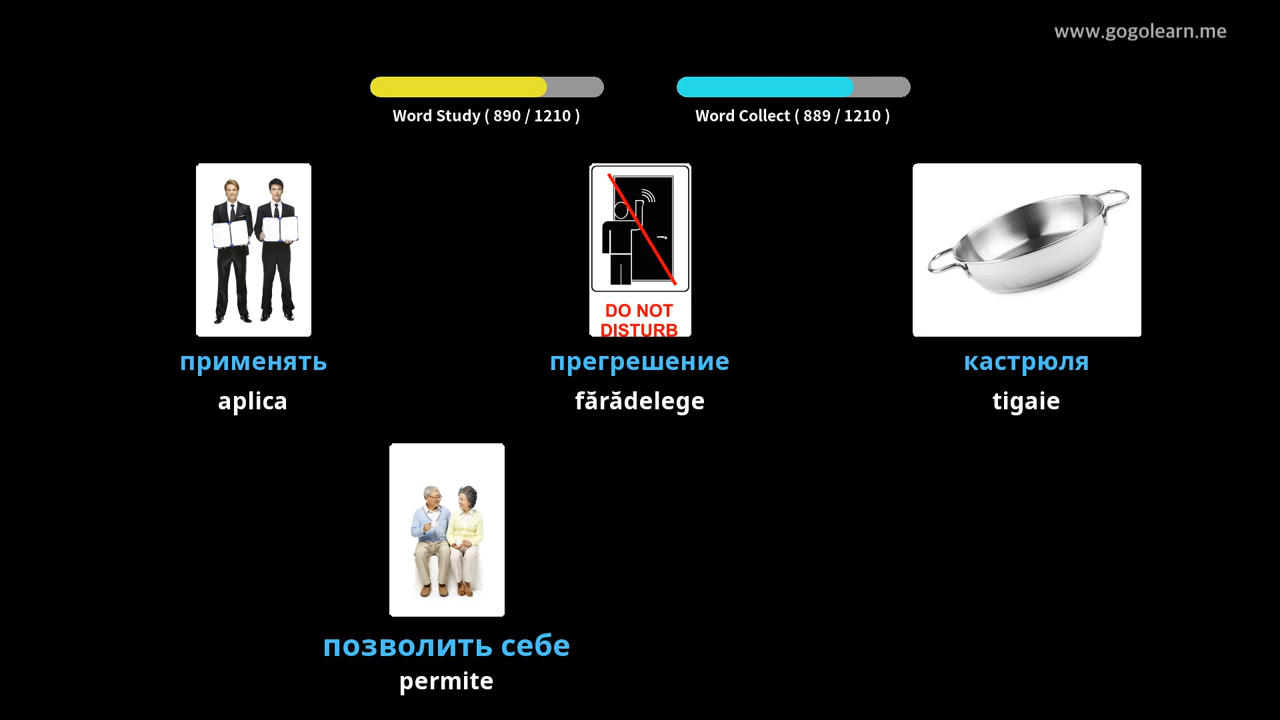 www.gogolearn.me
Word Study ( 890 / 1210 )
Word Collect ( 889 / 1210 )
DO NOT
DISTURB
применять
прегрешение
кастрюля
aplica
fărădelege
tigaie
позволить себе
permite